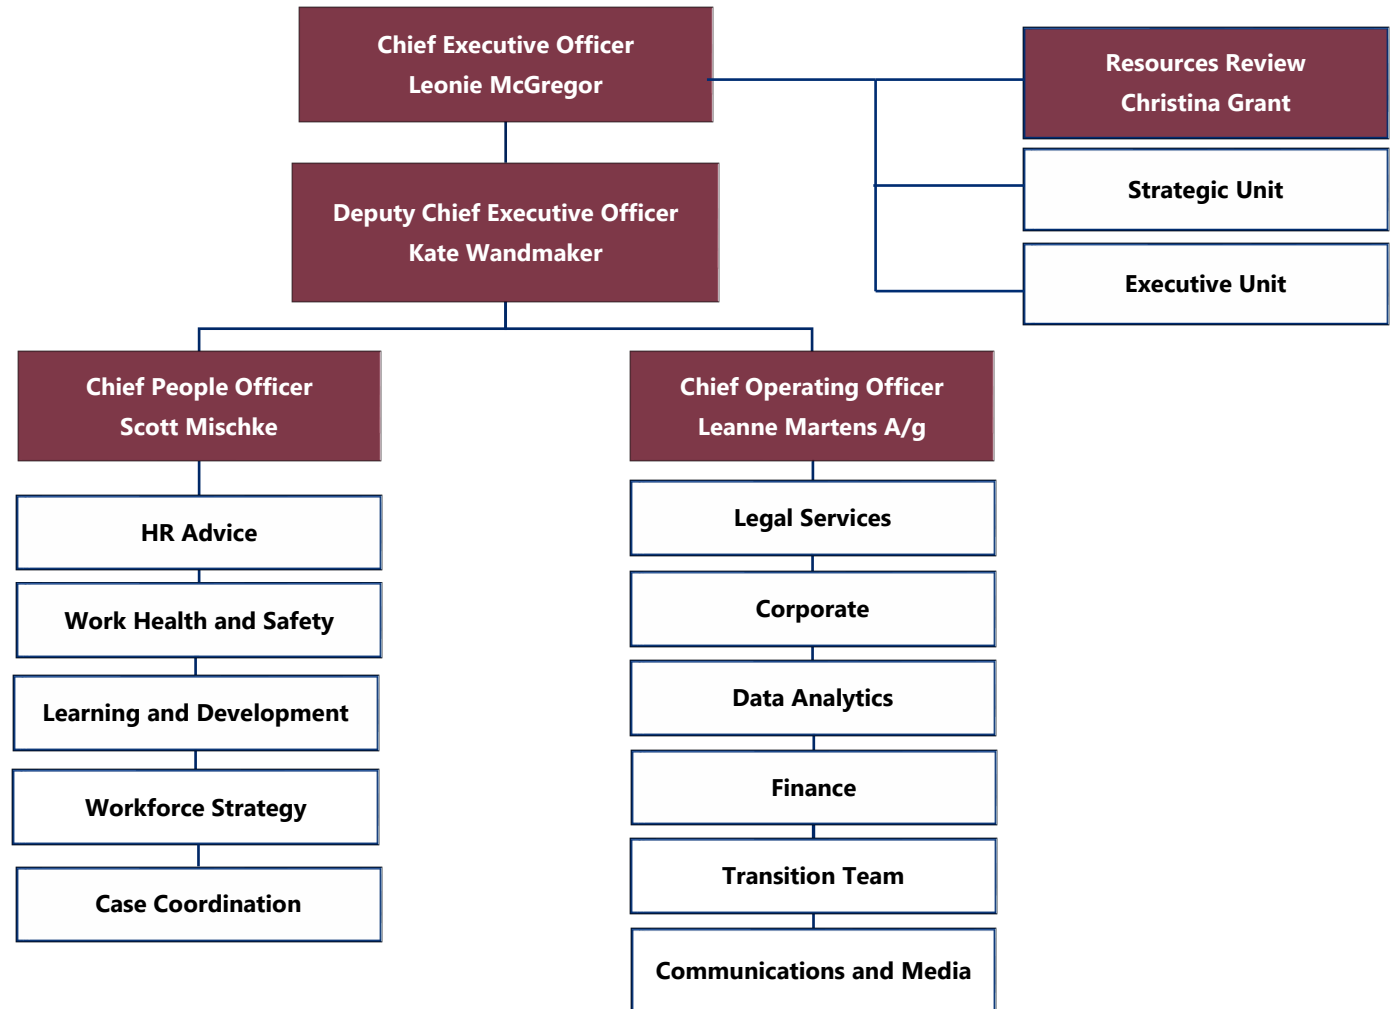 Chief Executive Officer
Leonie McGregor
Resources Review
Christina Grant
Strategic Unit
Executive Unit
Deputy Chief Executive Officer
Kate Wandmaker
Chief People Officer
Scott Mischke
HR Advice
Work Health and Safety
Learning and Development
Workforce Strategy
Case Coordination
Chief Operating Officer
Leanne Martens A/g
Legal Services
Corporate
Data Analytics
Finance
Transition Team
Communications and Media